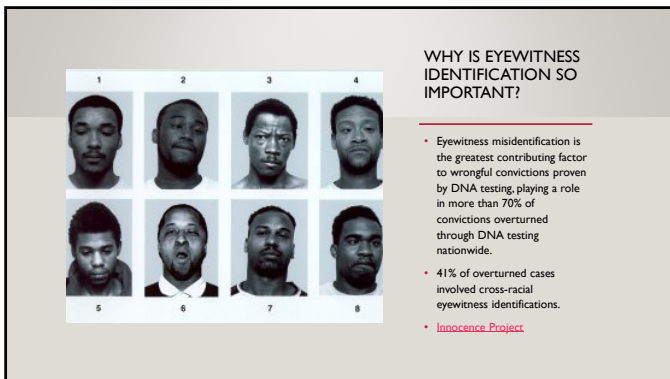 1 2 3 4
5 6 7 8
WHY IS EYEWITNESS
IDENTIFICATION SO
IMPORTANT?
• Eyewitness misidentification is
the greatest contributing factor
to wrongful convictions proven
by DNA testing, playing a role
in more than 70% of
convictions overturned
through DNA testing
nationwide.
• 41% of overturned cases
involved cross-racial
eyewitness identifications.
• Innocence Project